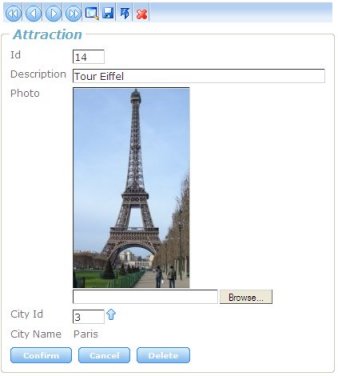 Attraction
Id 14
Description Tour Eiffel
Photo
Browse...
City Id 3
City Name Paris
Confirm Cancel Delete